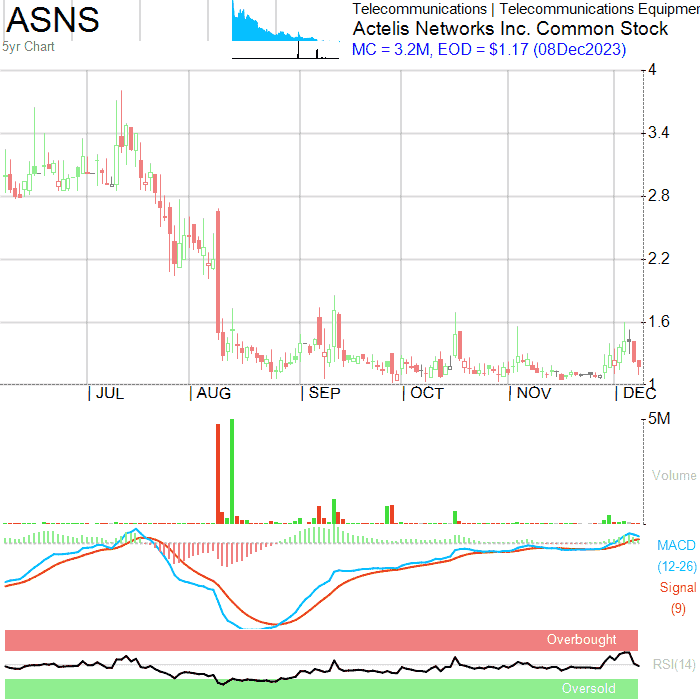 ASNS
5yr Chart
Telecommunications | Telecommunications Equipmen
Actelis Networks Inc. Common Stock
MC = 3.2M, EOD = $1.17 (08Dec2023)
4
3.4
2.8
2.2
1.6
1
JUL
AUG
SEP
OCT
NOV
DEC
5M
Volume
MACD
(12-26)
Signal
(9)
Overbought
RSI(14)
Oversold